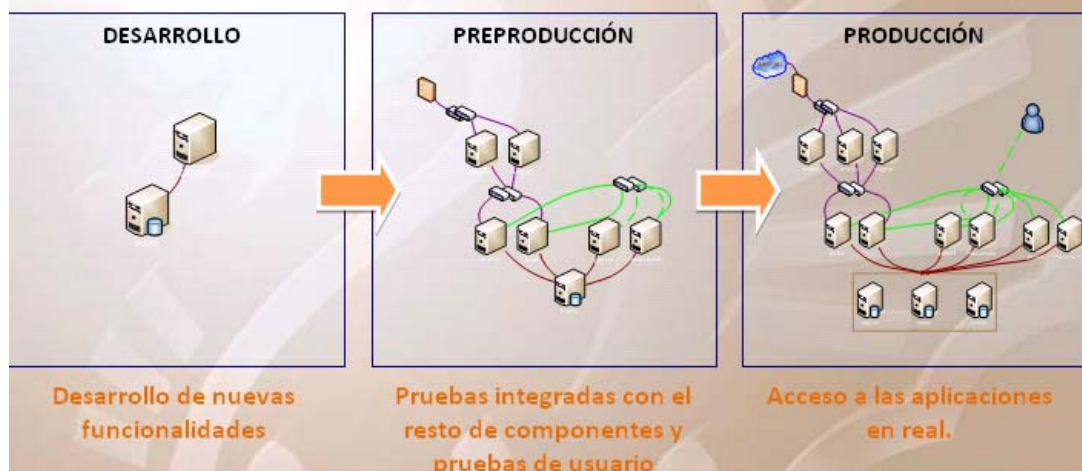 DESARROLLO
PREPRODUCCIÓN
PRODUCCIÓN
Desarrollo de nuevas
funcionalidades
Pruebas integradas con el
resto de componentes y
pruebas de usuario
Acceso a las aplicaciones
en real.